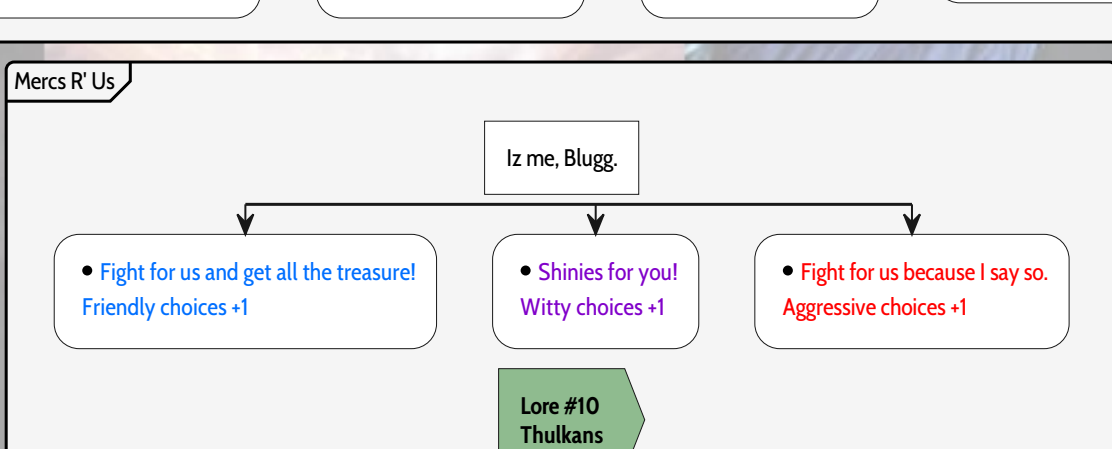 Mercs R' Us
Iz me, Blugg.
• Fight for us and get all the treasure!
Friendly choices +1
• Shinies for you!
Witty choices +1
• Fight for us because I say so.
Aggressive choices +1
Lore #10
Thulkans